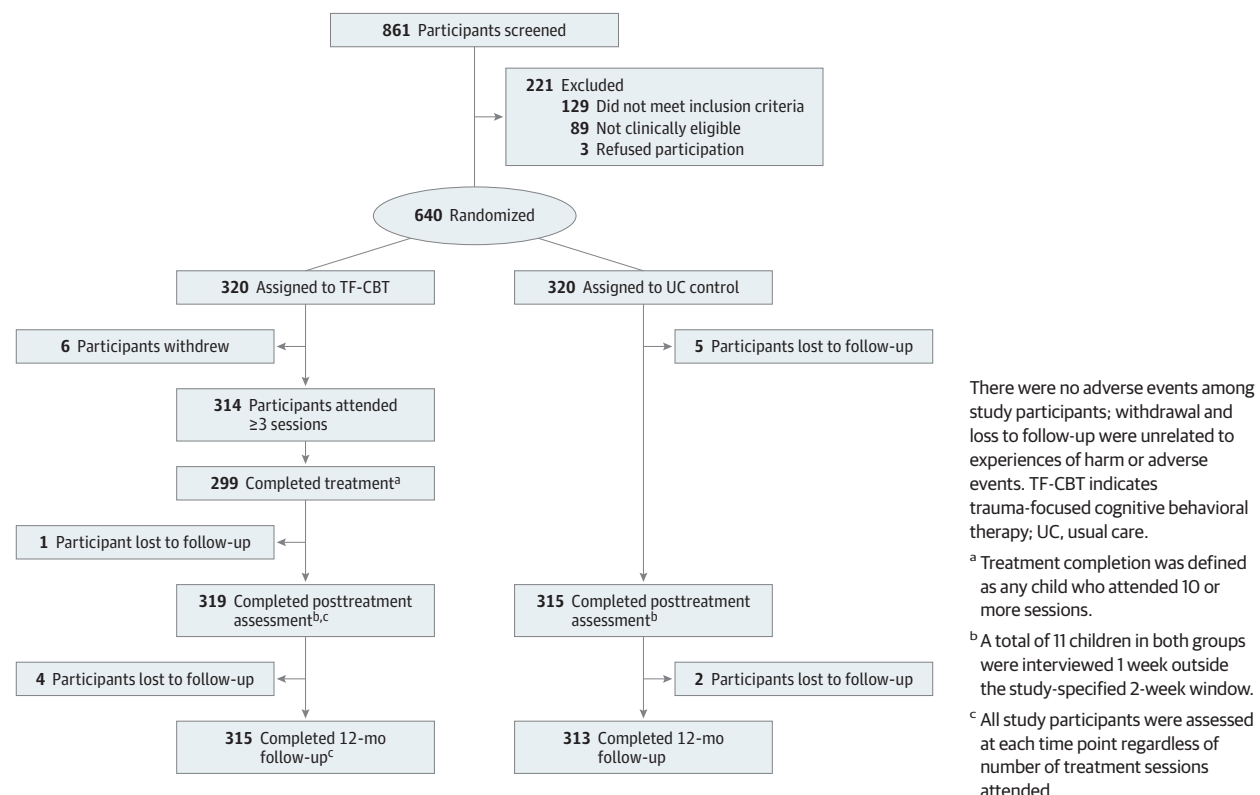 861 Participants screened
221 Excluded
129 Did not meet inclusion criteria
89 Not clinically eligible
3 Refused participation
640 Randomized
320 Assigned to TF-CBT
320 Assigned to UC control
6 Participants withdrew
5 Participants lost to follow-up
314 Participants attended
≥3 sessions
299 Completed treatmentᵃ
1 Participant lost to follow-up
319 Completed posttreatment
assessmentᵇ,ᶜ
315 Completed posttreatment
assessmentᵇ
4 Participants lost to follow-up
2 Participants lost to follow-up
315 Completed 12-mo
follow-upᶜ
313 Completed 12-mo
follow-up
There were no adverse events among
study participants; withdrawal and
loss to follow-up were unrelated to
experiences of harm or adverse
events. TF-CBT indicates
trauma-focused cognitive behavioral
therapy; UC, usual care.
ᵃ Treatment completion was defined
as any child who attended 10 or
more sessions.
ᵇ A total of 11 children in both groups
were interviewed 1 week outside
the study-specified 2-week window.
ᶜ All study participants were assessed
at each time point regardless of
number of treatment sessions
attended.